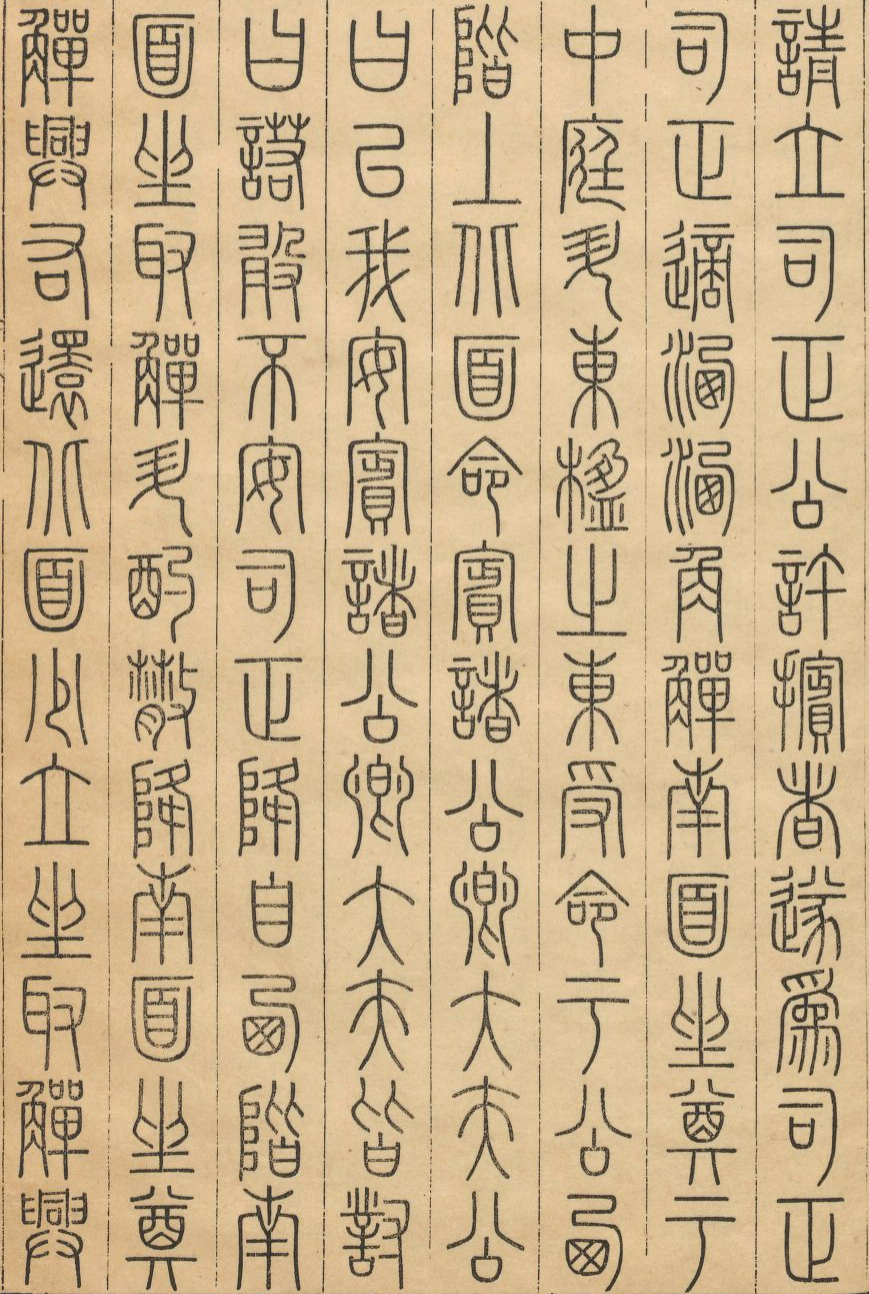 請立司正公許擯者遂為司正
司正適洗洗角觶南面坐奠于
中庭升東楹之東受命于公西
階上北面命賓諸公卿大夫公
曰以我安賓諸公卿大夫皆對
曰諾敢不安司正降自西階南
面坐取觶升酌散降南面坐奠
觶興右還北面少立坐取觶興